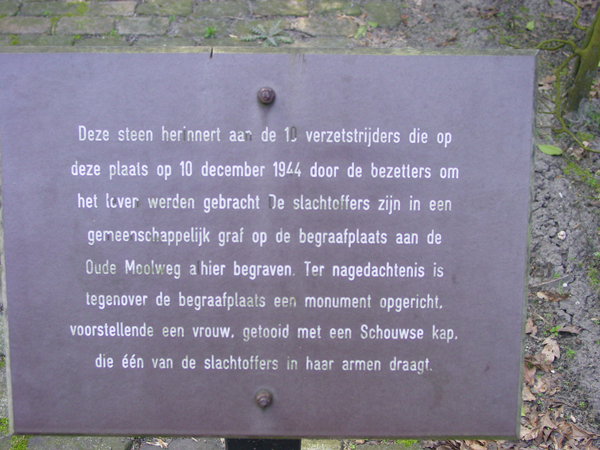 Deze steen herinnert aan de 10 verzetstrijders die op
deze plaats op 10 december 1944 door de bezetters om
het leven werden gebracht De slachtoffers zijn in een
gemeenschappelijk graf op de begraafplaats aan de
Oude Moolweg alhier begraven. Ter nagedachtenis is
tegenover de begraafplaats een monument opgericht,
voorstellende een vrouw, getooid met een Schouwse kap,
die één van de slachtoffers in haar armen draagt.